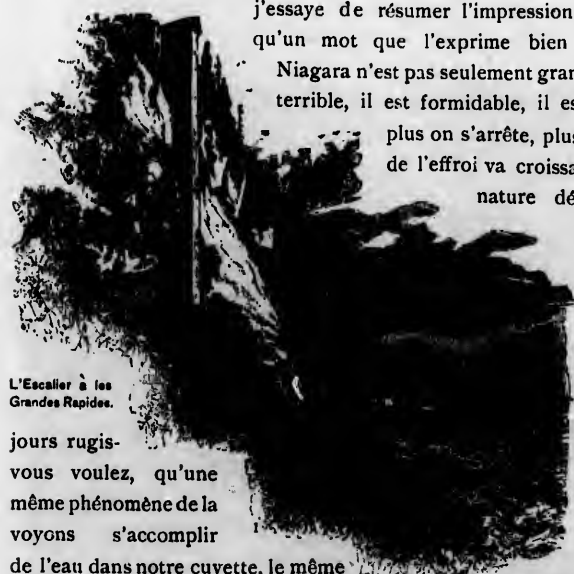 j'essaye de résumer l'impression
qu'un mot que l'exprime bien
Niagara n'est pas seulement gran
terrible, il est formidable, il es
plus on s'arrête, plus
de l'effroi va croissa
nature dé
L'Escalier à les
Grandes Rapides.
jours rugis-
vous voulez, qu'une
même phénomène de la
voyons s'accomplir
de l'eau dans notre cuvette, le même